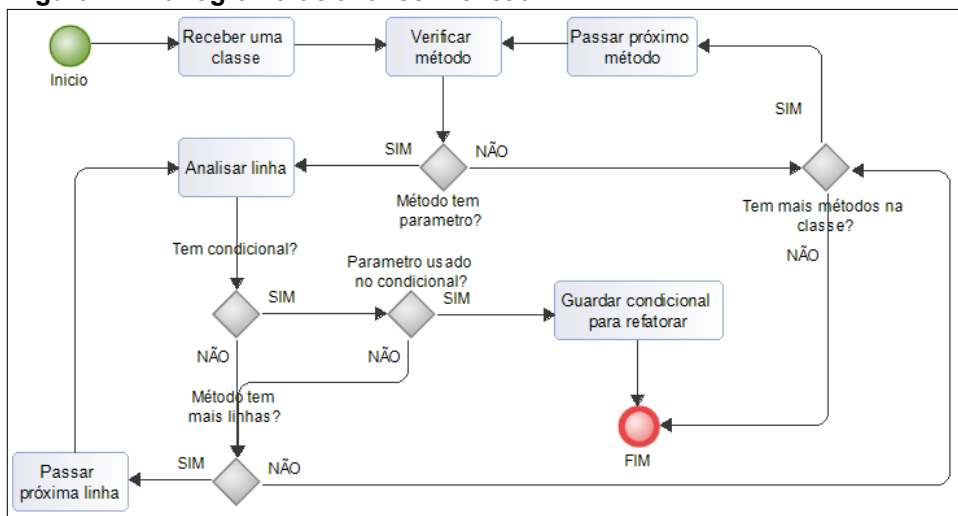 Receber uma
classe
Verificar
método
Passar próximo
método
Inicio
SIM
SIM
NÃO
Analisar linha
Método tem
parametro?
Tem mais métodos na
classe?
NÃO
Tem condicional?
Parametro usado
no condicional?
SIM
SIM
Guardar condicional
para refatorar
NÃO
NÃO
Método tem
mais linhas?
FIM
SIM
NÃO
Passar
próxima linha